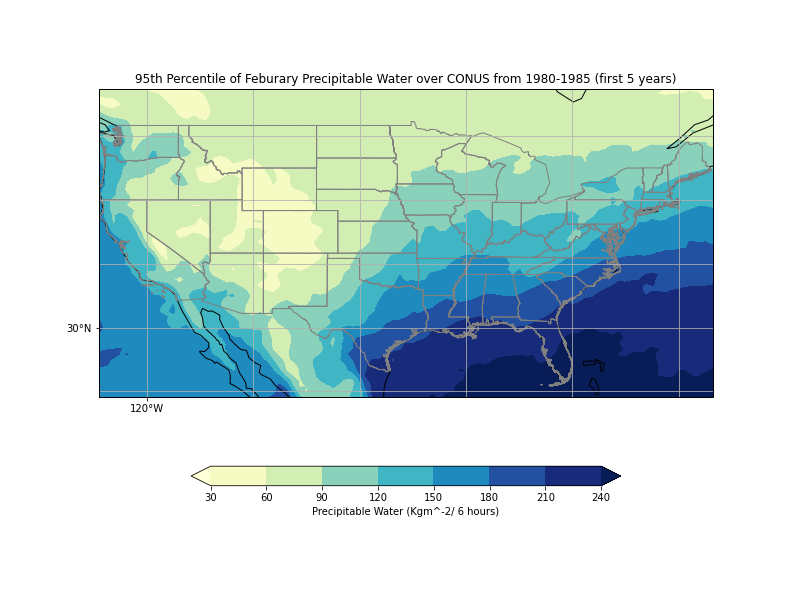 95th Percentile of Feburary Precipitable Water over CONUS from 1980-1985 (first 5 years)
30°N
120°W
30 60 90 120 150 180 210 240
Precipitable Water (Kgm^-2/ 6 hours)